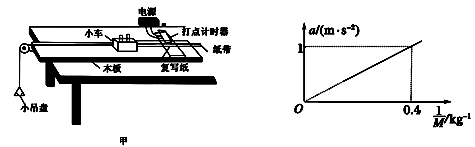 电源
小车
打点计时器
纸带
木板
复写纸
小吊盘
甲
a/(m·s⁻²)
1
O
0.4
1/M/kg⁻¹